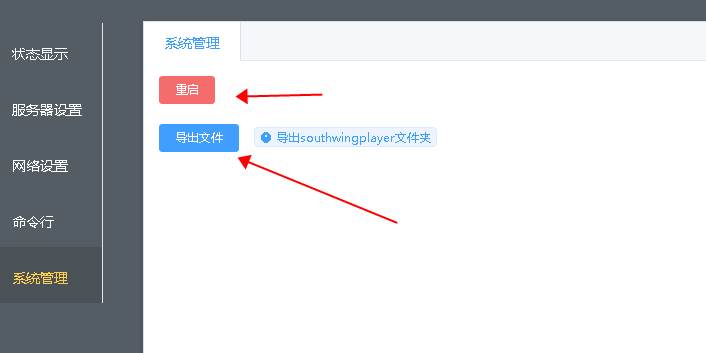 状态显示
服务器设置
网络设置
命令行
系统管理
系统管理
重启
导出文件
导出southwingplayer文件夹